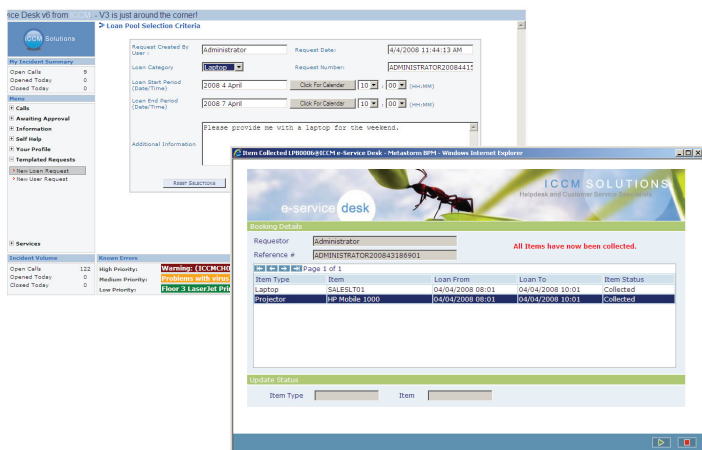 ice Desk v6 from ICCM - V3 is just around the corner!
ICCM Solutions
> Loan Pool Selection Criteria
Request Created By User :
Administrator
Request Date:
4/4/2008 11:44:13 AM
Loan Category
Laptop
Request Number:
ADMINISTRATOR20084415
Loan Start Period (Date/Time)
2008 4 April
Click For Calendar
10 : 00 (HH:MM)
Loan End Period (Date/Time)
2008 7 April
Click For Calendar
10 : 00 (HH:MM)
Additional Information
Please provide me with a laptop for the weekend.
Reset Selections
My Incident Summary
Open Calls 9
Opened Today 0
Closed Today 0
Menu
Calls
Awaiting Approval
Information
Self Help
Your Profile
Templated Requests
New Loan Request
New User Request
Services
Incident Volume
Open Calls 122
Opened Today 0
Closed Today 0
Known Errors
High Priority: Warning: (ICCMCHO
Medium Priority: Problems with virus
Low Priority: Floor 3 LaserJet Pri
Item Collected LPB0006@ICCM e-Service Desk - Metastorm BPM - Windows Internet Explorer
e-service desk
ICCM SOLUTIONS
Helpdesk and Customer Service Specialists
Booking Details
Requestor Administrator
Reference # ADMINISTRATOR200843186901
All Items have now been collected.
Page 1 of 1
Item Type Item Loan From Loan To Item Status
Laptop SALESLT01 04/04/2008 08:01 04/04/2008 10:01 Collected
Projector HP Mobile 1000 04/04/2008 08:01 04/04/2008 10:01 Collected
Update Status
Item Type Item